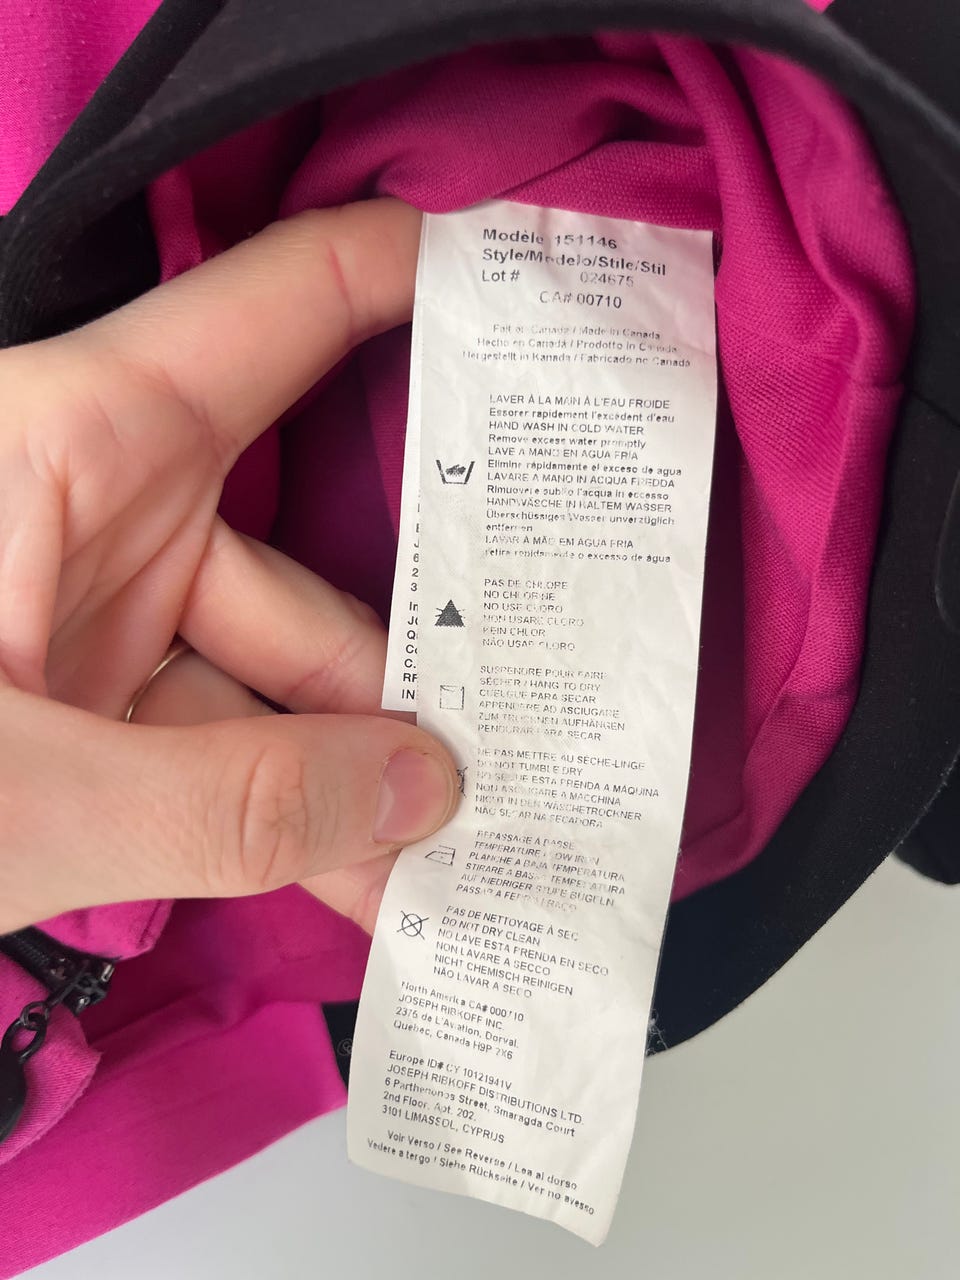 Modèle 151146
Style/Modelo/Stile/Stil
Lot # 024675
CA# 00710
Fait au Canada / Made in Canada
Hecho en Canadá / Prodotto in Canada
Hergestellt in Kanada / Fabricado no Canadá
LAVER À LA MAIN À L'EAU FROIDE
Essorer rapidement l'excédent d'eau
HAND WASH IN COLD WATER
Remove excess water promptly
LAVE A MANO EN AGUA FRÍA
Elimine rápidamente el exceso de agua
LAVARE A MANO IN ACQUA FREDDA
Rimuovere subito l'acqua in eccesso
HANDWÄSCHE IN KALTEM WASSER
Überschüssiges Wasser unverzüglich
entfernen
LAVAR À MÃO EM ÁGUA FRIA
retire rapidamente o excesso de água
PAS DE CHLORE
NO CHLORINE
NO USE CLORO
NON USARE CLORO
KEIN CHLOR
NÃO USAR CLORO
SUSPENDRE POUR FAIRE
SÉCHER / HANG TO DRY
CUELGUE PARA SECAR
APPENDERE AD ASCIUGARE
ZUM TROCKNEN AUFHÄNGEN
PENDURAR PARA SECAR
NE PAS METTRE AU SÈCHE-LINGE
DO NOT TUMBLE DRY
NO SEQUE ESTA PRENDA A MÁQUINA
NON ASCIUGARE A MACCHINA
NICHT IN DEN WÄSCHETROCKNER
NÃO SECAR NA SECADORA
REPASSAGE À BASSE
TEMPERATURE / LOW IRON
PLANCHE A BAJA TEMPERATURA
STIRARE A BASSA TEMPERATURA
AUF NIEDRIGER STUFE BÜGELN
PASSAR A FERRO FRACO
PAS DE NETTOYAGE À SEC
DO NOT DRY CLEAN
NO LAVE ESTA PRENDA EN SECO
NON LAVARE A SECCO
NICHT CHEMISCH REINIGEN
NÃO LAVAR A SECO
North America CA# 000710
JOSEPH RIBKOFF INC.
2375 de L'Aviation, Dorval,
Quebec, Canada H9P 2X6
Europe ID# CY 10121941V
JOSEPH RIBKOFF DISTRIBUTIONS LTD.
6 Parthenonos Street, Smaragda Court
2nd Floor, Apt. 202,
3101 LIMASSOL, CYPRUS
Voir Verso / See Reverse / Lea al dorso
Vedere a tergo / Siehe Rückseite / Ver no avesso